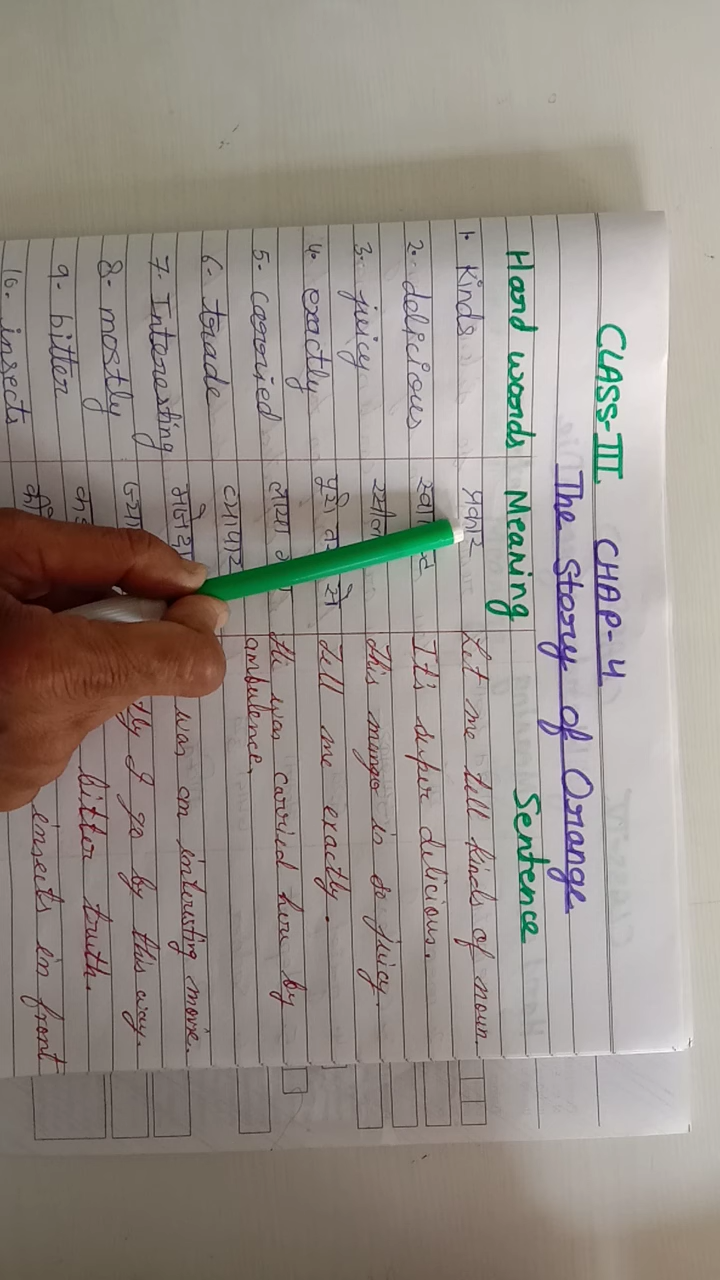 CLASS-III CHAP-4
The Story of Orange
Hard words Meaning Sentence
1. Kinds प्रकार Let me tell kinds of noun.
2. delicious It's super delicious.
3. juicy This mango is so juicy.
4. exactly Tell me exactly.
5. carried He was carried here by
ambulence.
6. trade व्यापार
7. Interesting was an interesting movie.
8. mostly I go by this way.
9. bitter bitter truth.
10. insects insects in front